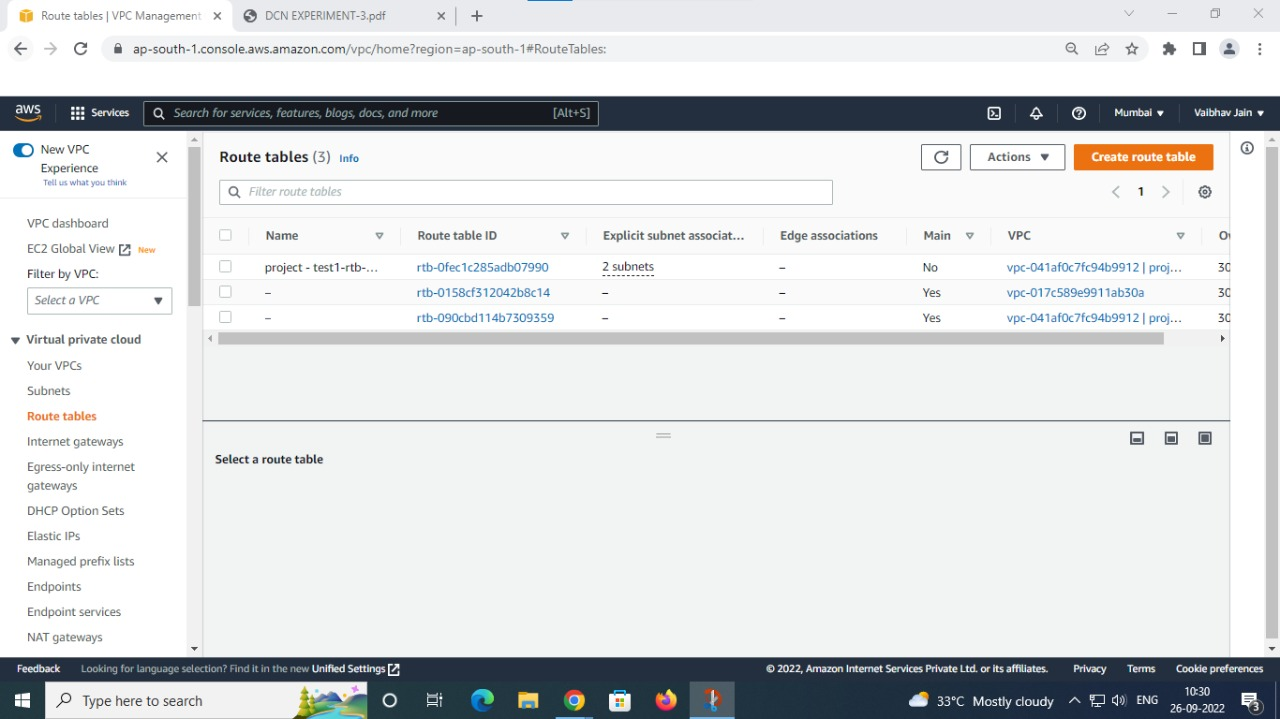 Route tables | VPC Management
DCN EXPERIMENT-3.pdf
ap-south-1.console.aws.amazon.com/vpc/home?region=ap-south-1#RouteTables:
aws
Services
Search for services, features, blogs, docs, and more
[Alt+S]
Mumbai
Vaibhav Jain
New VPC
Experience
Tell us what you think
VPC dashboard
EC2 Global View New
Filter by VPC:
Select a VPC
Virtual private cloud
Your VPCs
Subnets
Route tables
Internet gateways
Egress-only internet
gateways
DHCP Option Sets
Elastic IPs
Managed prefix lists
Endpoints
Endpoint services
NAT gateways
Route tables (3) Info
Actions
Create route table
Filter route tables
1
Name Route table ID Explicit subnet associat... Edge associations Main VPC O
project - test1-rtb-... rtb-0fec1c285adb07990 2 subnets – No vpc-041af0c7fc94b9912 | proj... 30
– rtb-0158cf312042b8c14 – – Yes vpc-017c589e9911ab30a 30
– rtb-090cbd114b7309359 – – Yes vpc-041af0c7fc94b9912 | proj... 30
Select a route table
Feedback Looking for language selection? Find it in the new Unified Settings
© 2022, Amazon Internet Services Private Ltd. or its affiliates. Privacy Terms Cookie preferences
Type here to search
33°C Mostly cloudy
ENG
10:30
26-09-2022
3